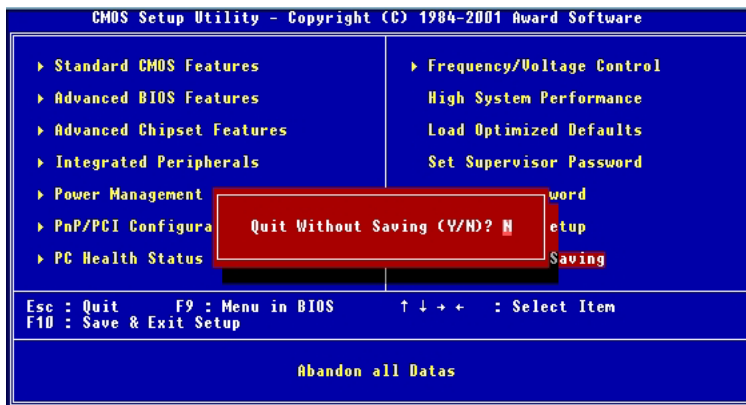 CMOS Setup Utility - Copyright (C) 1984-2001 Award Software
▸ Standard CMOS Features
▸ Advanced BIOS Features
▸ Advanced Chipset Features
▸ Integrated Peripherals
▸ Power Management
▸ PnP/PCI Configura
▸ PC Health Status
▸ Frequency/Voltage Control
High System Performance
Load Optimized Defaults
Set Supervisor Password
word
etup
Saving
Quit Without Saving (Y/N)? N
Esc : Quit F9 : Menu in BIOS ↑ ↓ → ← : Select Item
F10 : Save & Exit Setup
Abandon all Datas